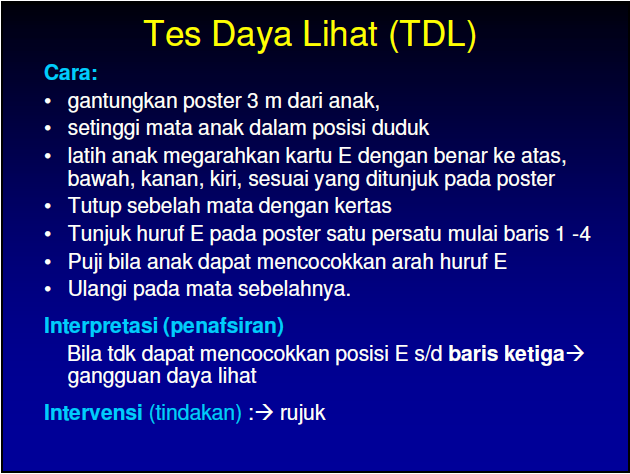 Tes Daya Lihat (TDL)
Cara:
• gantungkan poster 3 m dari anak,
• setinggi mata anak dalam posisi duduk
• latih anak megarahkan kartu E dengan benar ke atas,
bawah, kanan, kiri, sesuai yang ditunjuk pada poster
• Tutup sebelah mata dengan kertas
• Tunjuk huruf E pada poster satu persatu mulai baris 1 -4
• Puji bila anak dapat mencocokkan arah huruf E
• Ulangi pada mata sebelahnya.
Interpretasi (penafsiran)
Bila tdk dapat mencocokkan posisi E s/d baris ketiga→
gangguan daya lihat
Intervensi (tindakan) :→ rujuk